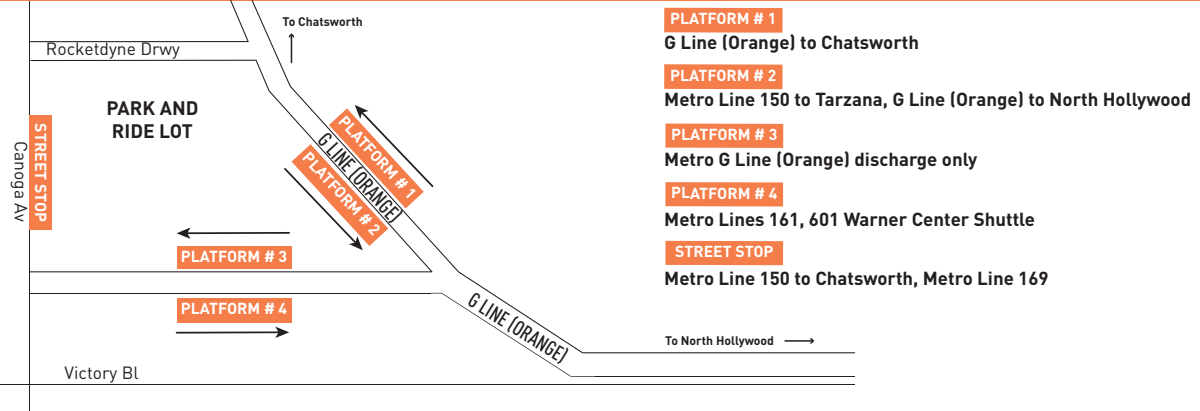 To Chatsworth
Rocketdyne Drwy
PARK AND
RIDE LOT
STREET STOP
Canoga Av
PLATFORM # 1
G LINE (ORANGE)
PLATFORM # 2
PLATFORM # 3
PLATFORM # 4
G LINE (ORANGE)
To North Hollywood
Victory Bl
PLATFORM # 1
G Line (Orange) to Chatsworth
PLATFORM # 2
Metro Line 150 to Tarzana, G Line (Orange) to North Hollywood
PLATFORM # 3
Metro G Line (Orange) discharge only
PLATFORM # 4
Metro Lines 161, 601 Warner Center Shuttle
STREET STOP
Metro Line 150 to Chatsworth, Metro Line 169